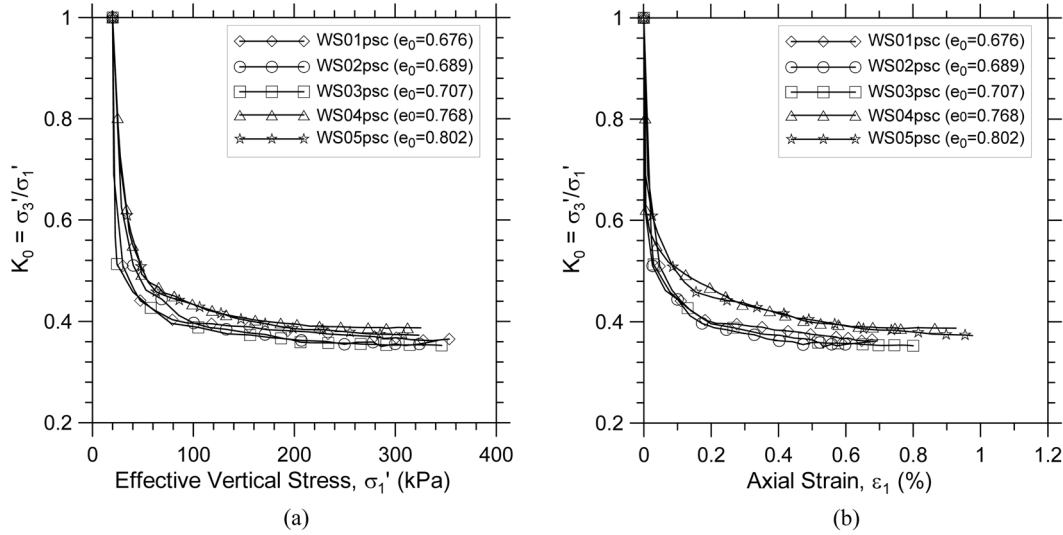 1
0.8
0.6
0.4
0.2
K₀ = σ₃'/σ₁'
WS01psc (e₀=0.676)
WS02psc (e₀=0.689)
WS03psc (e₀=0.707)
WS04psc (e₀=0.768)
WS05psc (e₀=0.802)
0 100 200 300 400
Effective Vertical Stress, σ₁' (kPa)
(a)
1
0.8
0.6
0.4
0.2
K₀ = σ₃'/σ₁'
WS01psc (e₀=0.676)
WS02psc (e₀=0.689)
WS03psc (e₀=0.707)
WS04psc (e₀=0.768)
WS05psc (e₀=0.802)
0 0.2 0.4 0.6 0.8 1 1.2
Axial Strain, ε₁ (%)
(b)